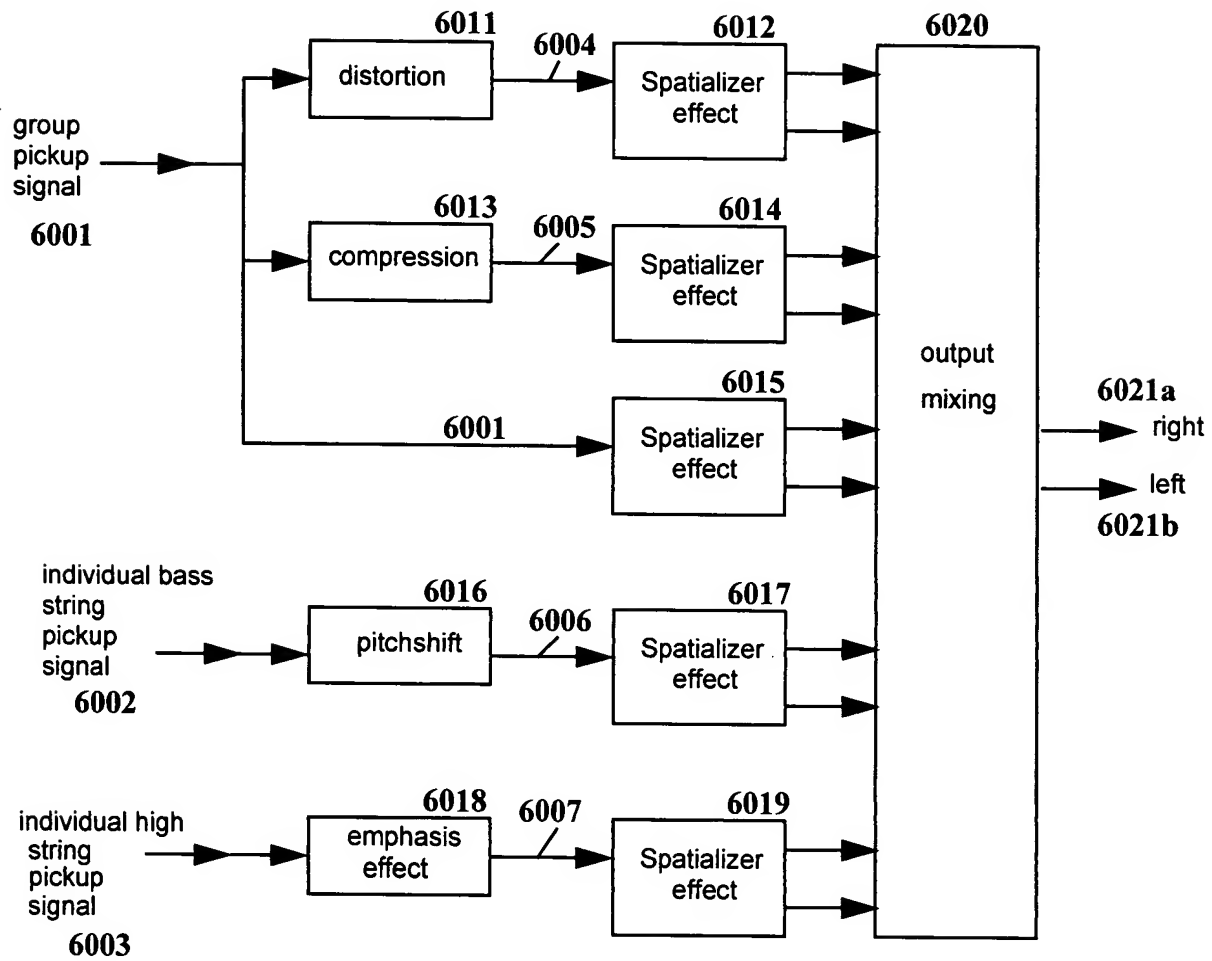 6011
6004
6012
6020
distortion
Spatializer
effect
group
pickup
signal
6001
6013
6005
6014
compression
Spatializer
effect
output
mixing
6015
6001
Spatializer
effect
6021a
right
left
6021b
individual bass
string
pickup
signal
6002
6016
6006
6017
pitchshift
Spatializer
effect
individual high
string
pickup
signal
6003
6018
6007
6019
emphasis
effect
Spatializer
effect